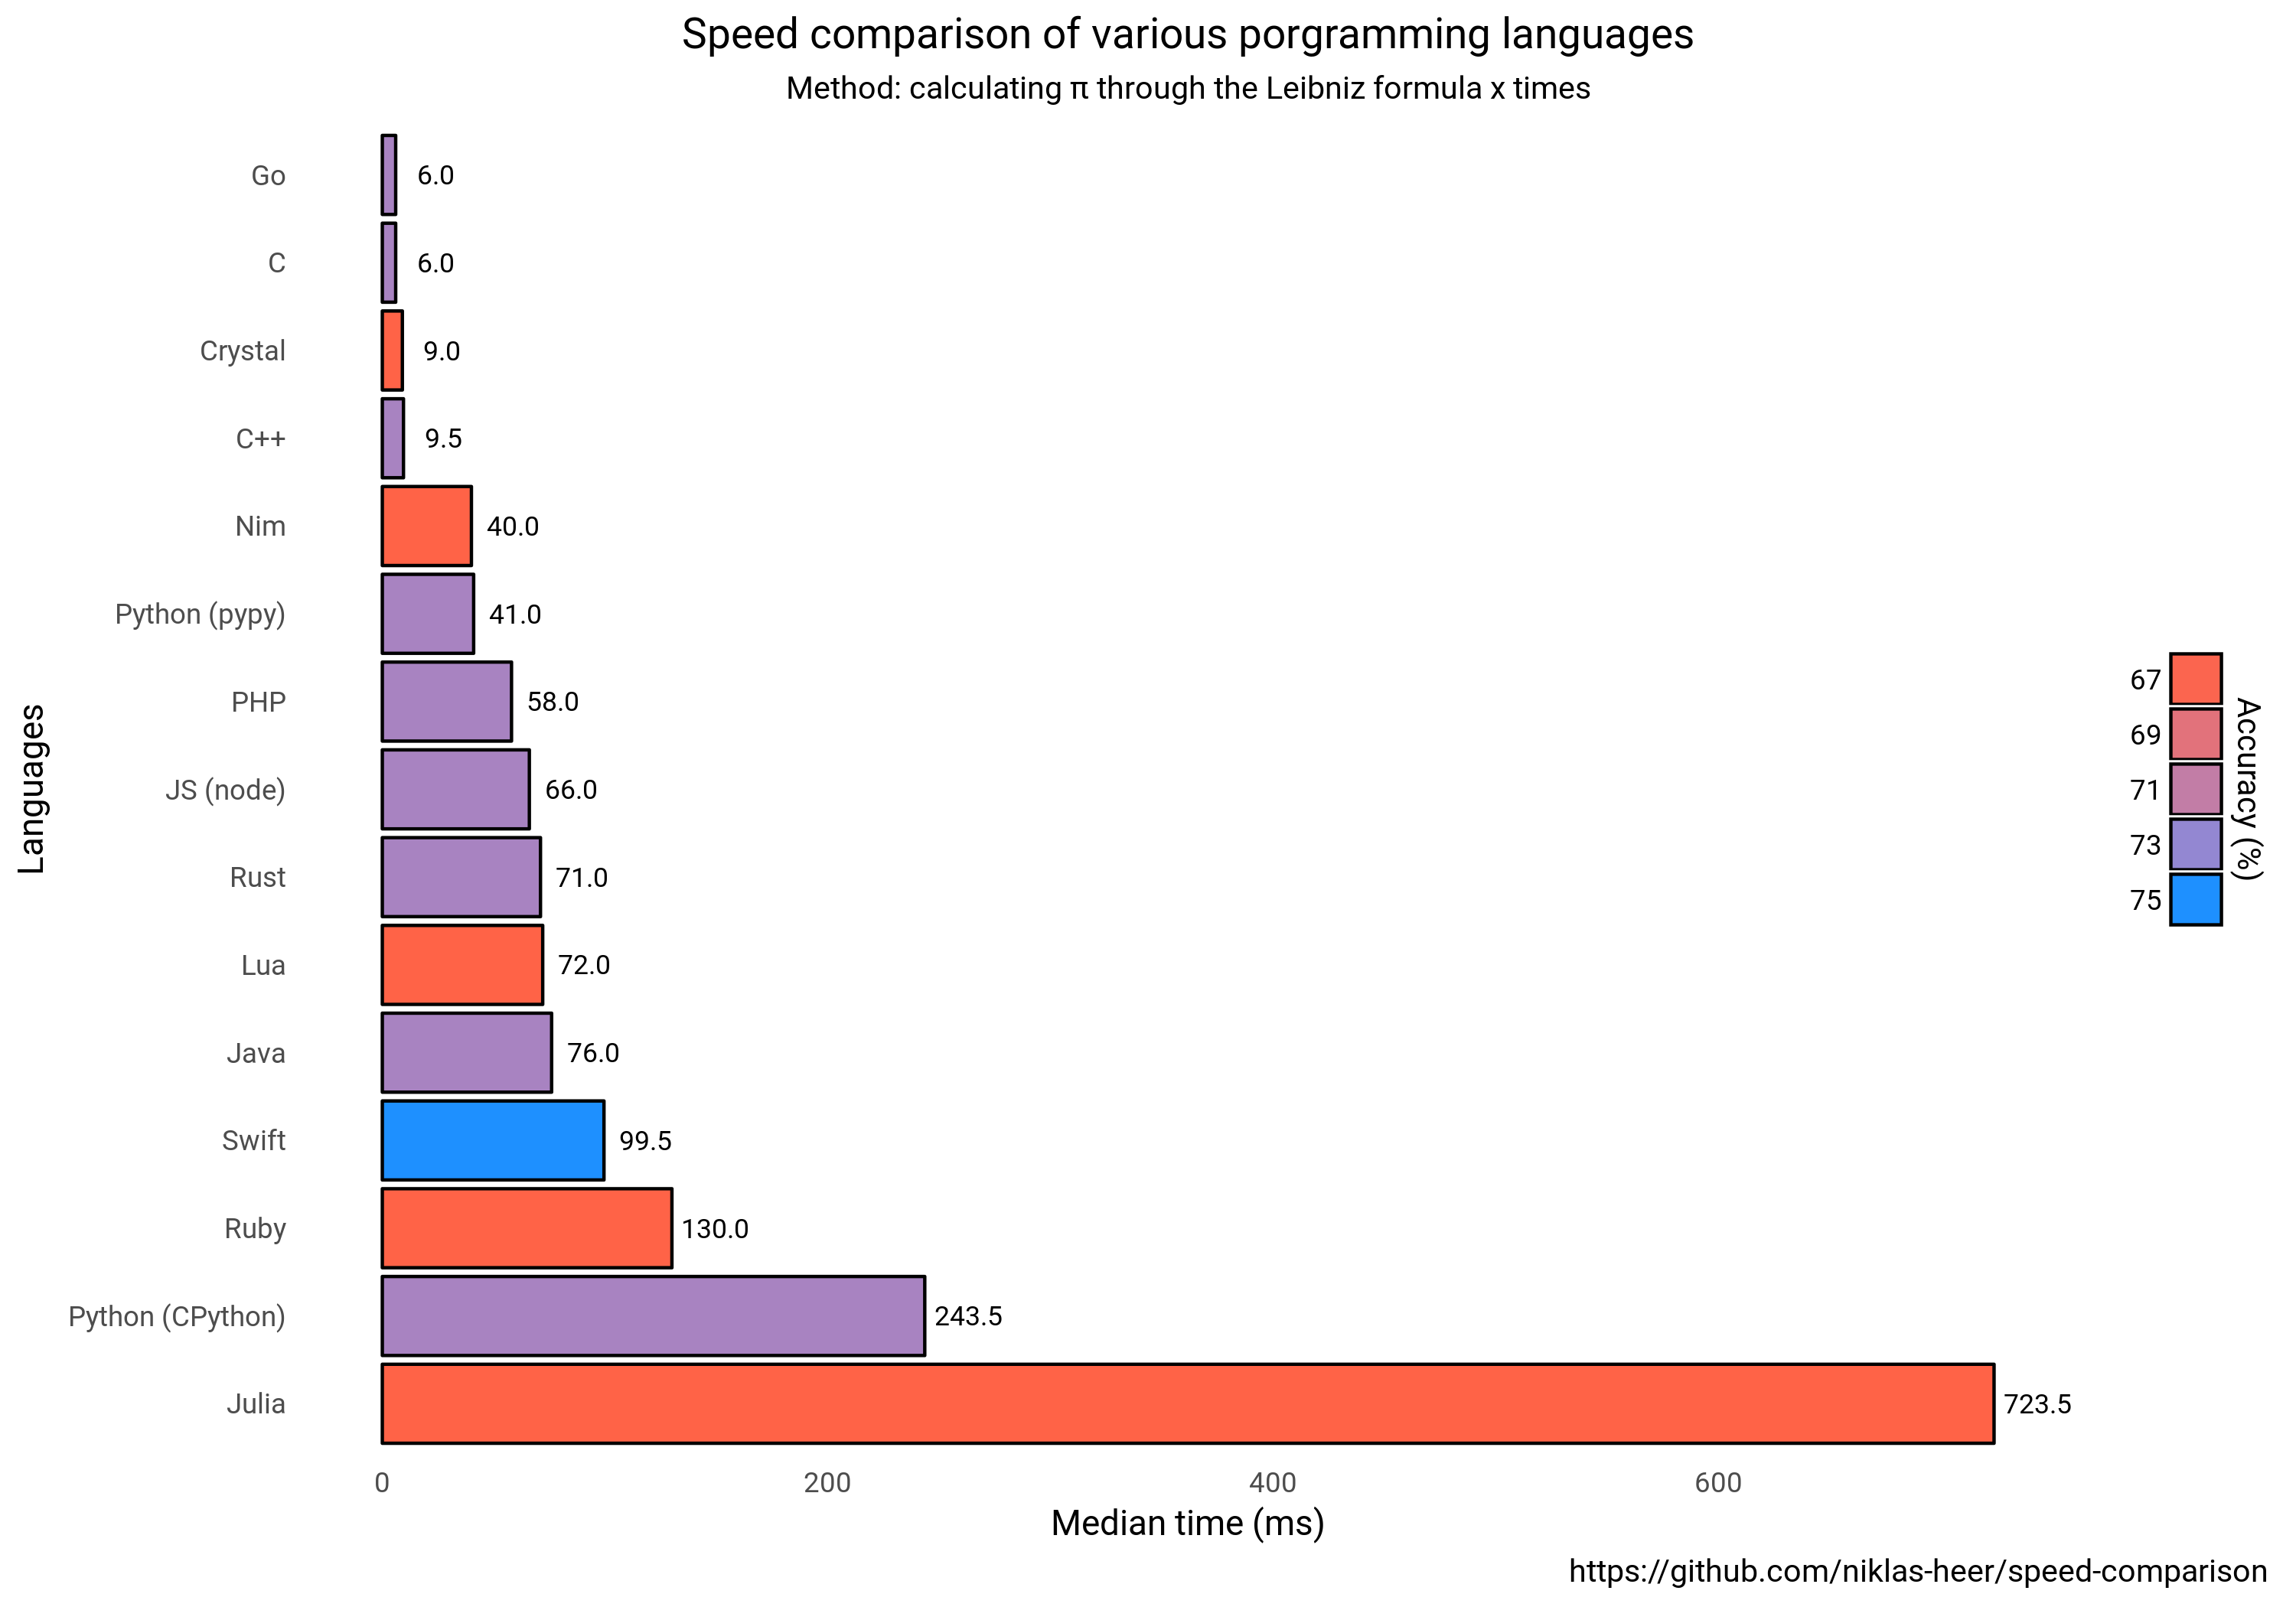 Speed comparison of various porgramming languages
Method: calculating π through the Leibniz formula x times
Languages
Go 6.0
C 6.0
Crystal 9.0
C++ 9.5
Nim 40.0
Python (pypy) 41.0
PHP 58.0
JS (node) 66.0
Rust 71.0
Lua 72.0
Java 76.0
Swift 99.5
Ruby 130.0
Python (CPython) 243.5
Julia 723.5
0 200 400 600
Median time (ms)
Accuracy (%)
67
69
71
73
75
https://github.com/niklas-heer/speed-comparison